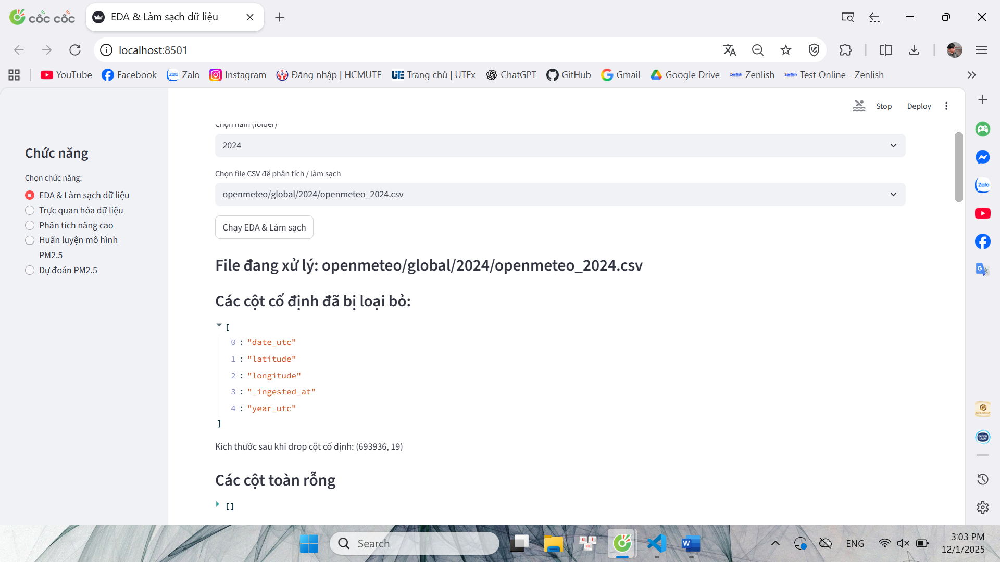 cốc cốc
EDA & Làm sạch dữ liệu
localhost:8501
YouTube
Facebook
Zalo
Instagram
Đăng nhập | HCMUTE
Trang chủ | UTEx
ChatGPT
GitHub
Gmail
Google Drive
Zenlish
Test Online - Zenlish
Stop
Deploy
Chức năng
Chọn chức năng:
EDA & Làm sạch dữ liệu
Trực quan hóa dữ liệu
Phân tích nâng cao
Huấn luyện mô hình
PM2.5
Dự đoán PM2.5
Chọn năm (folder)
2024
Chọn file CSV để phân tích / làm sạch
openmeteo/global/2024/openmeteo_2024.csv
Chạy EDA & Làm sạch
File đang xử lý: openmeteo/global/2024/openmeteo_2024.csv
Các cột cố định đã bị loại bỏ:
[
0 : "date_utc"
1 : "latitude"
2 : "longitude"
3 : "_ingested_at"
4 : "year_utc"
]
Kích thước sau khi drop cột cố định: (693936, 19)
Các cột toàn rỗng
[]
Search
ENG
3:03 PM
12/1/2025